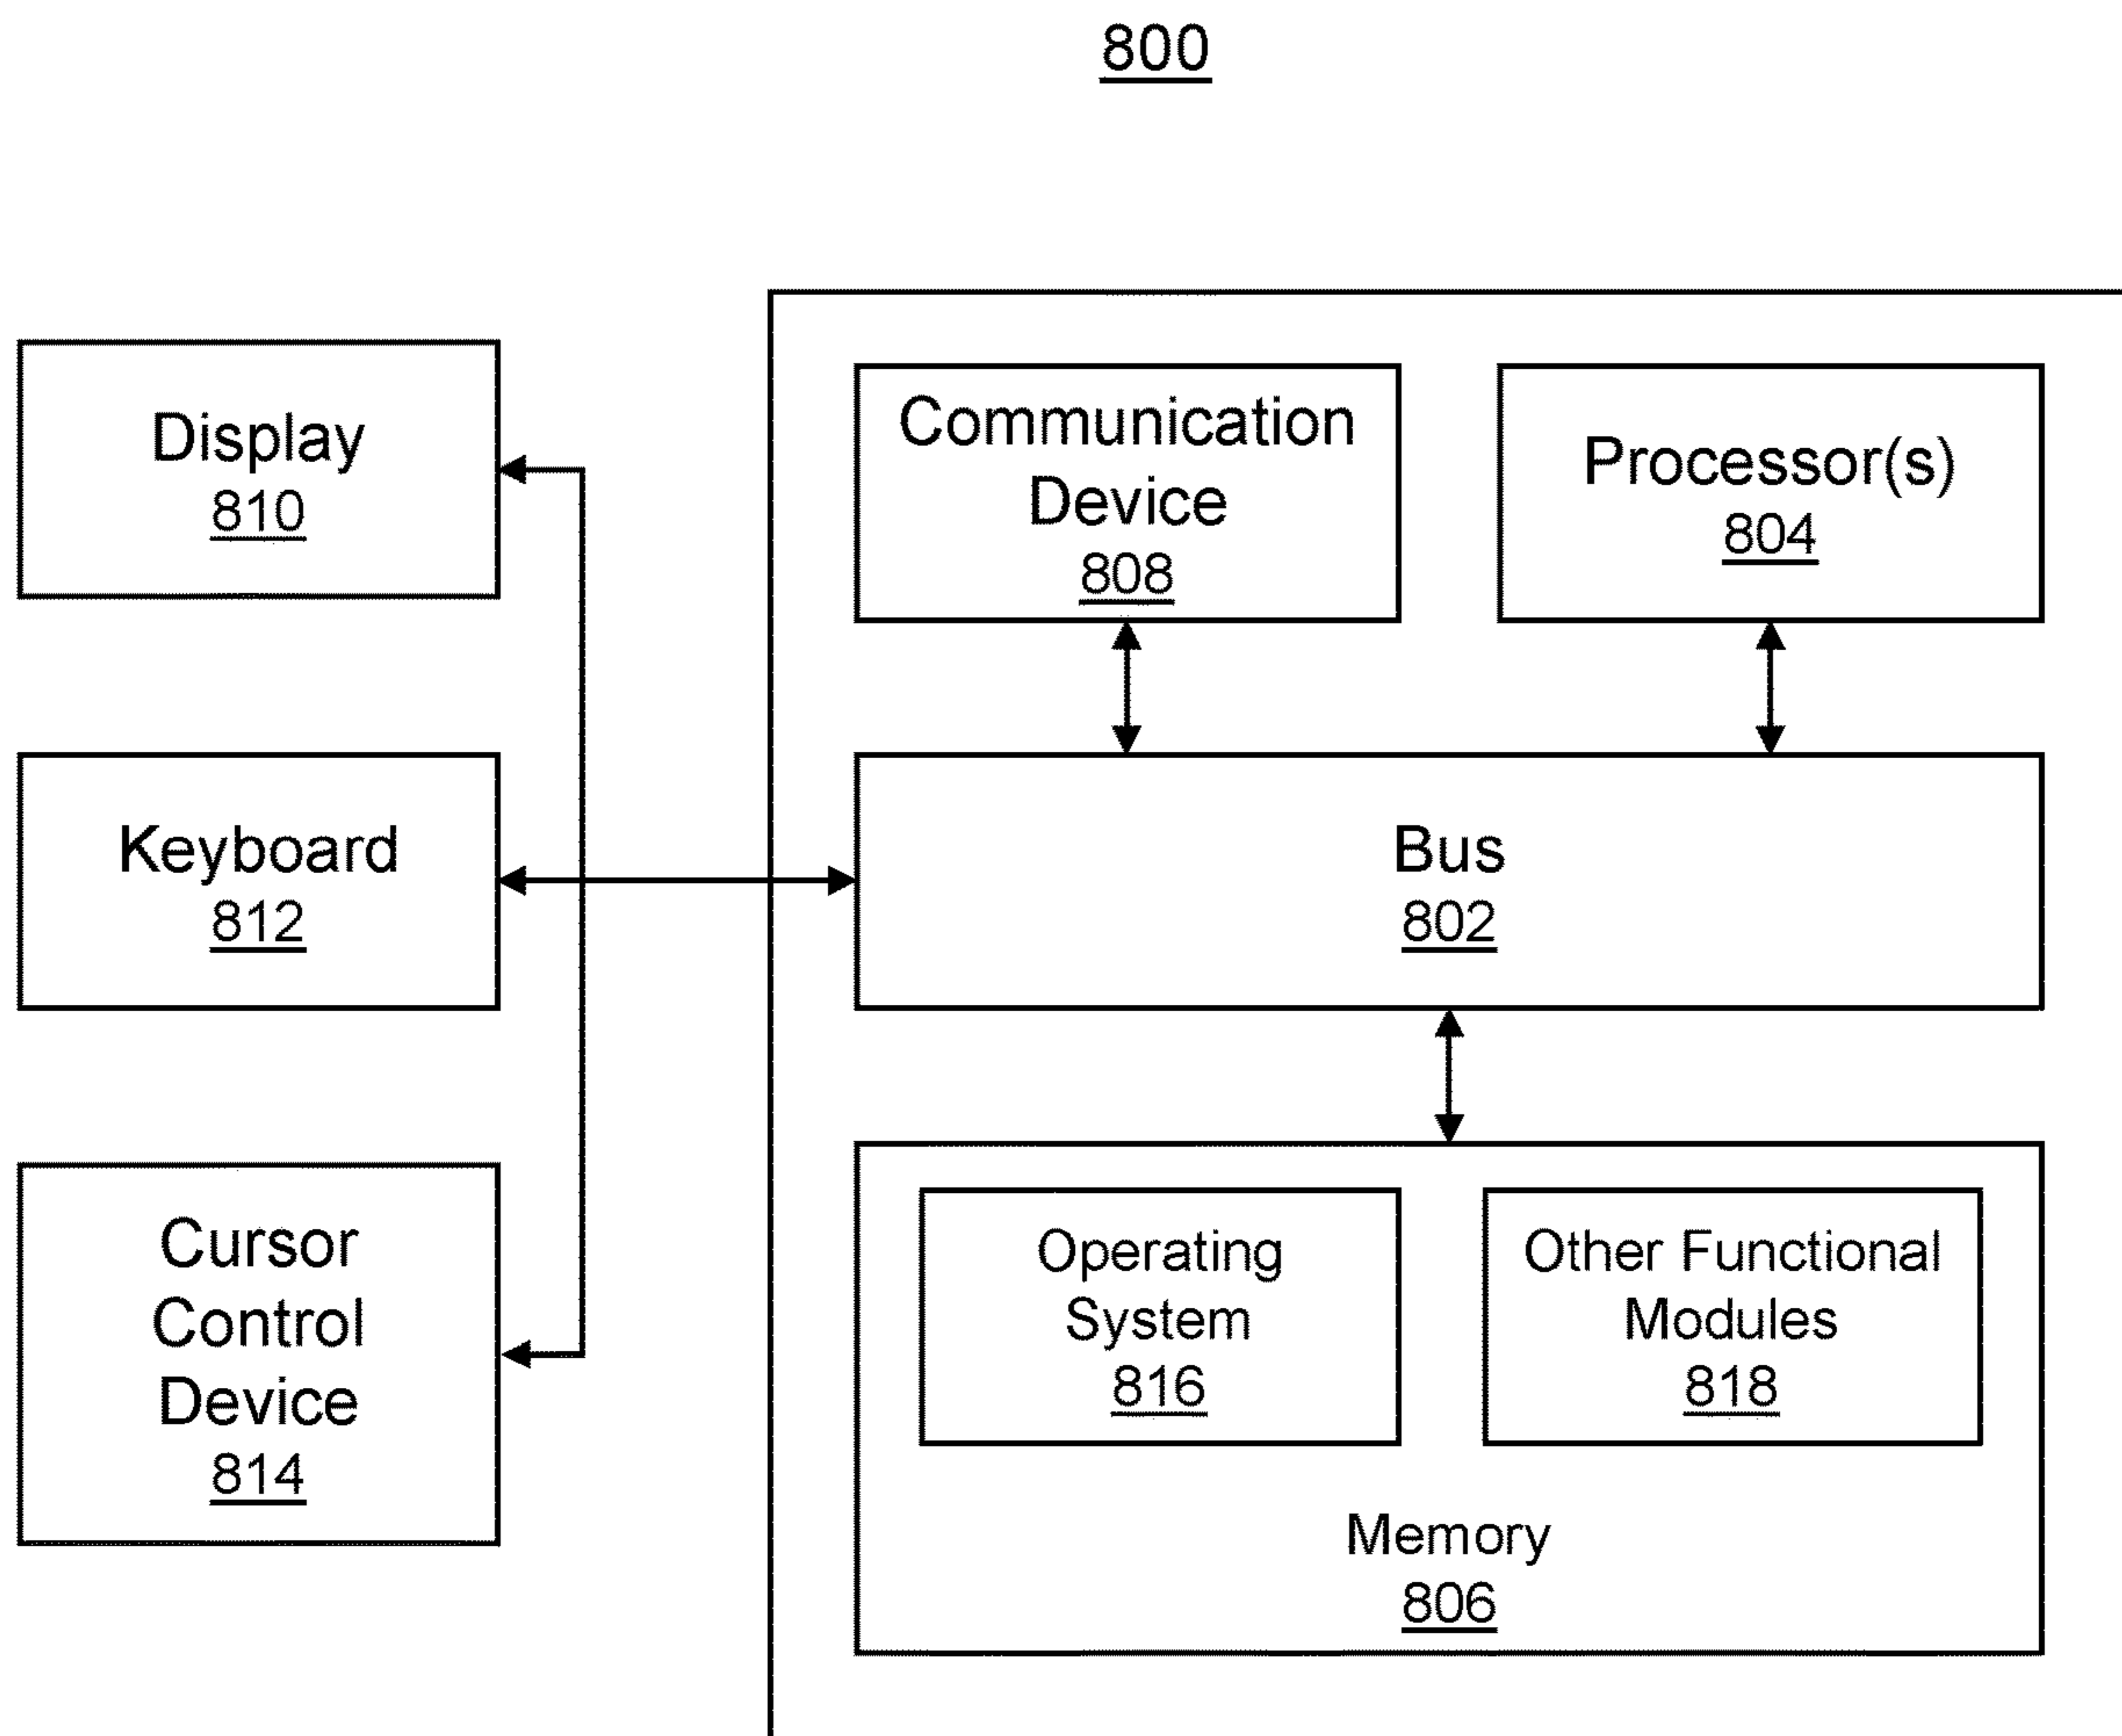 800
Display
810
Communication
Device
808
Processor(s)
804
Keyboard
812
Bus
802
Cursor
Control
Device
814
Operating
System
816
Other Functional
Modules
818
Memory
806